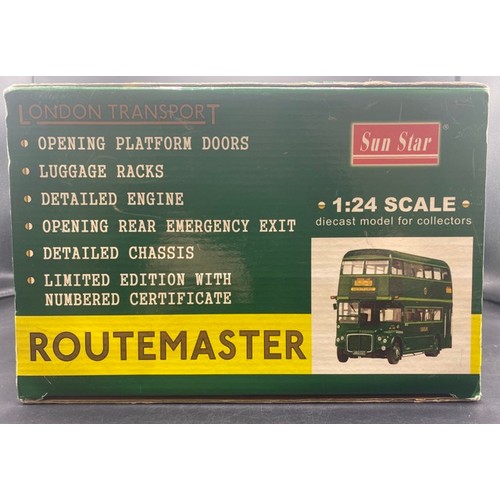 LONDON TRANSPORT
• OPENING PLATFORM DOORS
• LUGGAGE RACKS
• DETAILED ENGINE
• OPENING REAR EMERGENCY EXIT
• DETAILED CHASSIS
• LIMITED EDITION WITH
NUMBERED CERTIFICATE
Sun Star®
• 1:24 SCALE •
diecast model for collectors
ROUTEMASTER